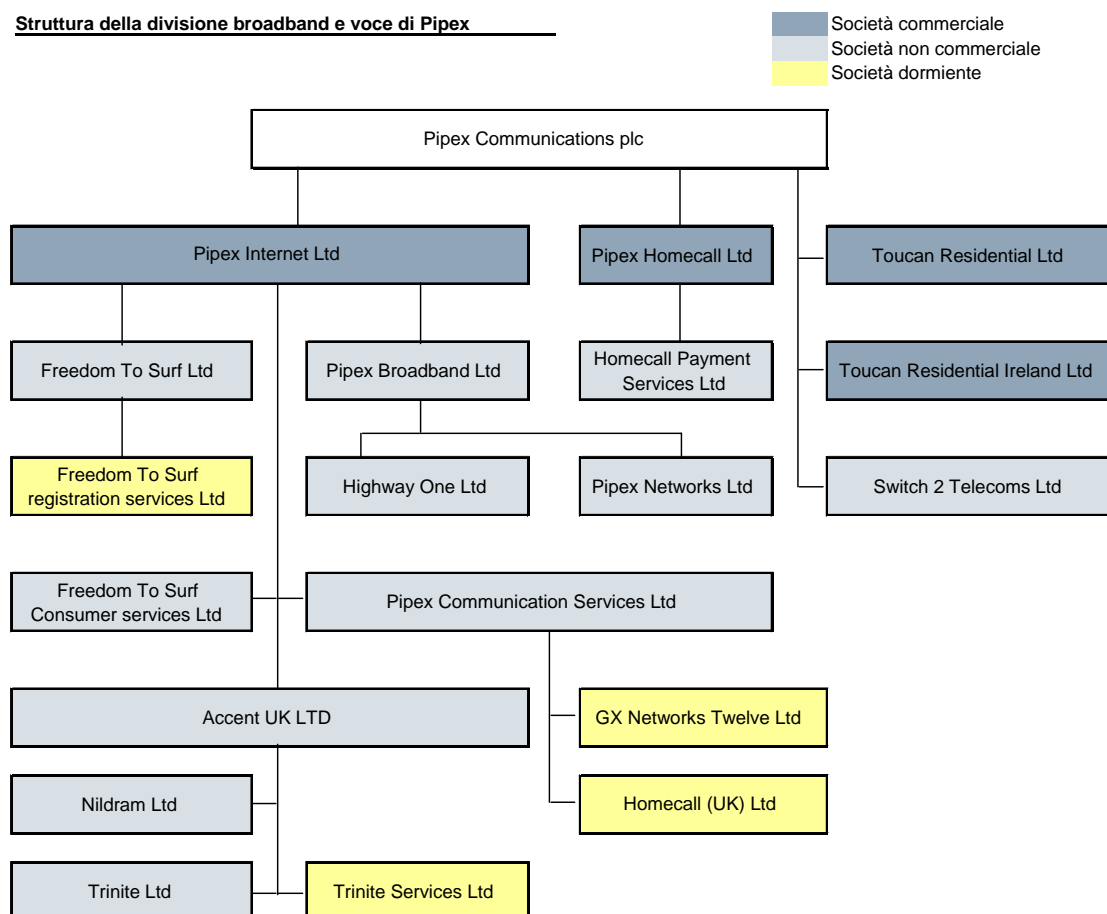 Struttura della divisione broadband e voce di Pipex
Società commerciale
Società non commerciale
Società dormiente
Pipex Communications plc
Pipex Internet Ltd
Pipex Homecall Ltd
Toucan Residential Ltd
Freedom To Surf Ltd
Pipex Broadband Ltd
Homecall Payment
Services Ltd
Toucan Residential Ireland Ltd
Freedom To Surf
registration services Ltd
Highway One Ltd
Pipex Networks Ltd
Switch 2 Telecoms Ltd
Freedom To Surf
Consumer services Ltd
Pipex Communication Services Ltd
Accent UK LTD
GX Networks Twelve Ltd
Nildram Ltd
Homecall (UK) Ltd
Trinite Ltd
Trinite Services Ltd